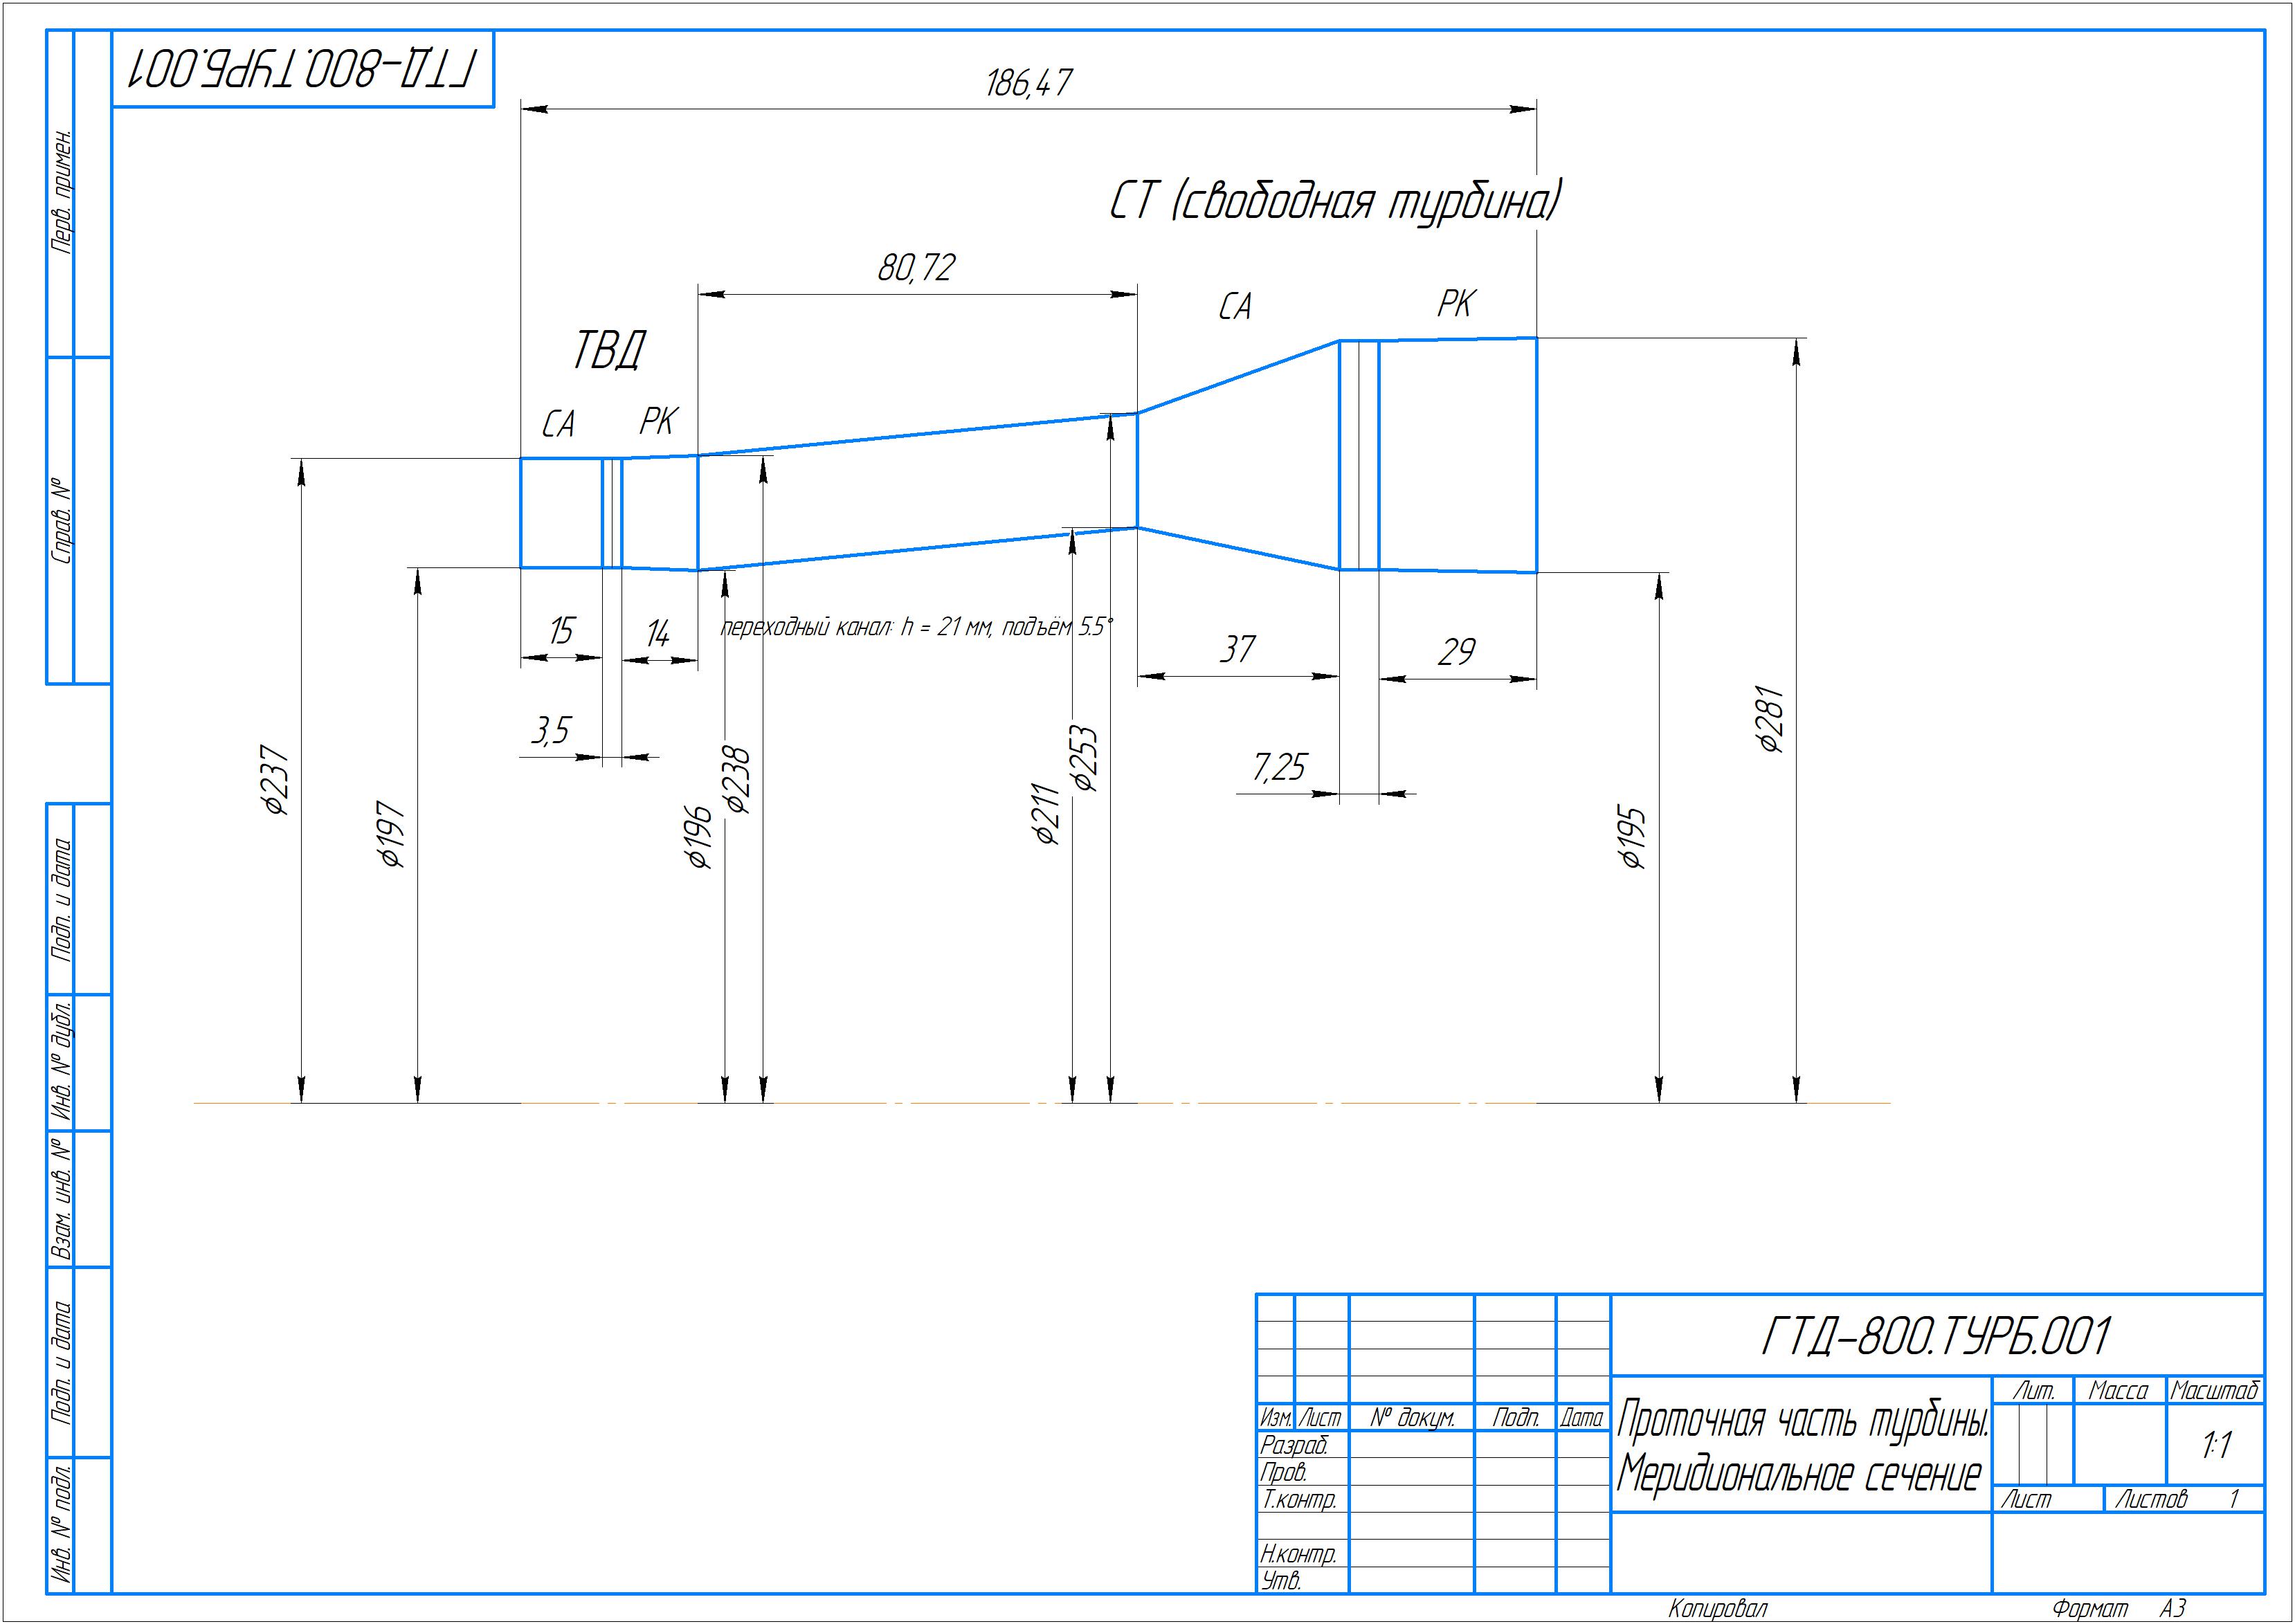 ГТД-800.ТУРБ.001
186,47
СТ (свободная турбина)
80,72
СА
РК
ТВД
СА
РК
15
14
переходный канал: h = 21 мм, подъём 5.5°
37
29
3,5
7,25
ϕ237
ϕ197
ϕ196
ϕ238
ϕ211
ϕ253
ϕ195
ϕ281
Перв. примен.
Справ. №
Подп. и дата
Инв. № дубл.
Взам. инв. №
Подп. и дата
Инв. № подл.
ГТД-800.ТУРБ.001
Изм. Лист № докум. Подп. Дата
Разраб.
Пров.
Т.контр.
Н.контр.
Утв.
Проточная часть турбины.
Меридиональное сечение
Лит. Масса Масштаб
1:1
Лист Листов 1
Копировал Формат А3